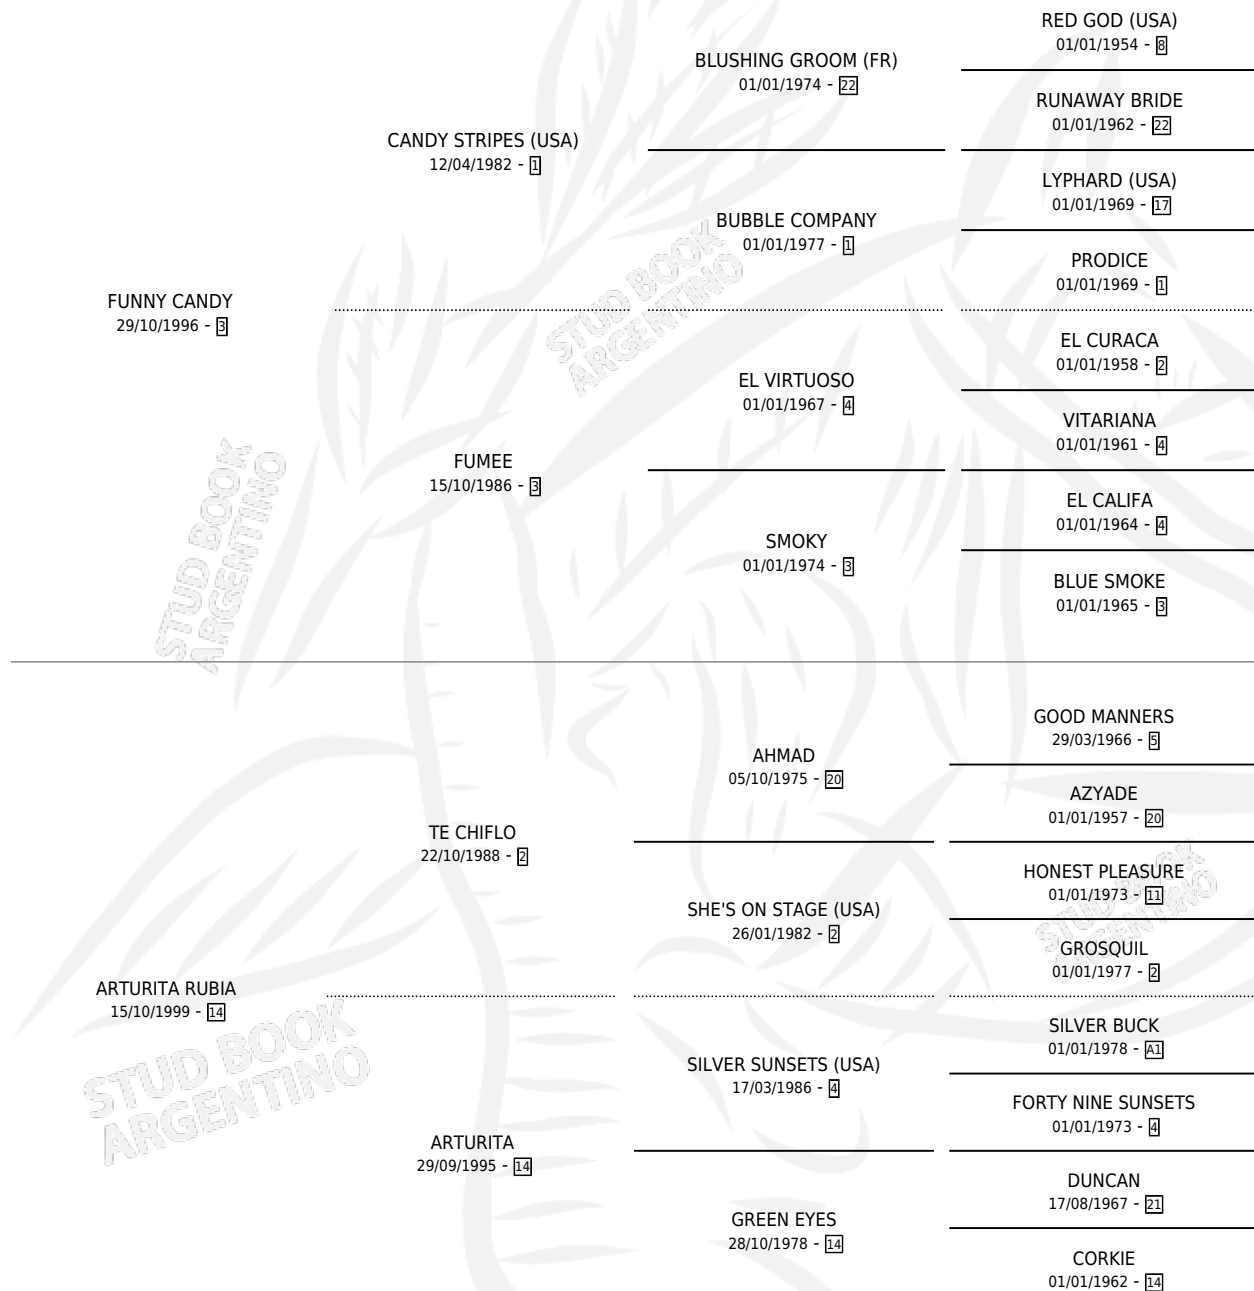 RED GOD (USA)
01/01/1954 - 8
BLUSHING GROOM (FR)
01/01/1974 - 22
RUNAWAY BRIDE
01/01/1962 - 22
CANDY STRIPES (USA)
12/04/1982 - 1
LYPHARD (USA)
01/01/1969 - 17
BUBBLE COMPANY
01/01/1977 - 1
PRODICE
01/01/1969 - 1
FUNNY CANDY
29/10/1996 - 3
STUD BOOK
ARGENTINO
EL CURACA
01/01/1958 - 2
EL VIRTUOSO
01/01/1967 - 4
VITARIANA
01/01/1961 - 4
FUMEE
15/10/1986 - 3
EL CALIFA
01/01/1964 - 4
SMOKY
01/01/1974 - 3
BLUE SMOKE
01/01/1965 - 3
STUD BOOK
ARGENTINO
GOOD MANNERS
29/03/1966 - 5
AHMAD
05/10/1975 - 20
AZYADE
01/01/1957 - 20
TE CHIFLO
22/10/1988 - 2
HONEST PLEASURE
01/01/1973 - 11
SHE'S ON STAGE (USA)
26/01/1982 - 2
GROSQUIL
01/01/1977 - 2
STUD BOOK
ARGENTINO
ARTURITA RUBIA
15/10/1999 - 14
SILVER BUCK
01/01/1978 - A1
SILVER SUNSETS (USA)
17/03/1986 - 4
FORTY NINE SUNSETS
01/01/1973 - 4
STUD BOOK
ARGENTINO
ARTURITA
29/09/1995 - 14
DUNCAN
17/08/1967 - 21
GREEN EYES
28/10/1978 - 14
CORKIE
01/01/1962 - 14